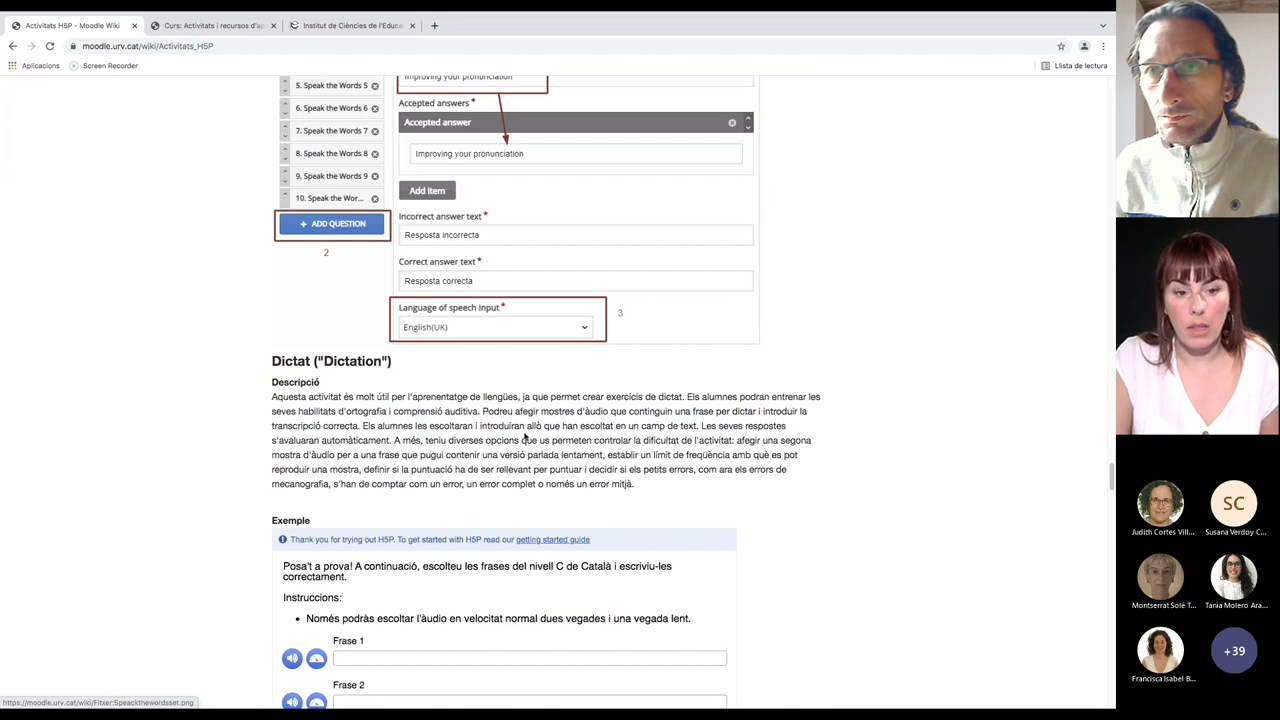 Activitats H5P - Moodle Wiki
Curs: Activitats i recursos d'ap
Institut de Ciències de l'Educa
moodle.urv.cat/wiki/Activitats_H5P
Aplicacions
Screen Recorder
Llista de lectura
Improving your pronunciation
5. Speak the Words 5
6. Speak the Words 6
7. Speak the Words 7
8. Speak the Words 8
9. Speak the Words 9
10. Speak the Wor...
+ ADD QUESTION
2
Accepted answers *
Accepted answer
Improving your pronunciation
Add item
Incorrect answer text *
Resposta incorrecta
Correct answer text *
Resposta correcta
Language of speech input *
English(UK)
3
Dictat ("Dictation")
Descripció
Aquesta activitat és molt útil per l'aprenentatge de llengües, ja que permet crear exercicis de dictat. Els alumnes podran entrenar les
seves habilitats d'ortografia i comprensió auditiva. Podreu afegir mostres d'àudio que continguin una frase per dictar i introduir la
transcripció correcta. Els alumnes les escoltaran i introduiran allò que han escoltat en un camp de text. Les seves respostes
s'avaluaran automàticament. A més, teniu diverses opcions que us permeten controlar la dificultat de l'activitat: afegir una segona
mostra d'àudio per a una frase que pugui contenir una versió parlada lentament, establir un límit de freqüència amb què es pot
reproduir una mostra, definir si la puntuació ha de ser rellevant per puntuar i decidir si els petits errors, com ara els errors de
mecanografia, s'han de comptar com un error, un error complet o només un error mitjà.
Exemple
Thank you for trying out H5P. To get started with H5P read our getting started guide
Posa't a prova! A continuació, escolteu les frases del nivell C de Català i escriviu-les
correctament.
Instruccions:
• Només podràs escoltar l'àudio en velocitat normal dues vegades i una vegada lent.
Frase 1
Frase 2
https://moodle.urv.cat/wiki/Fitxer:Speackthewordsset.png
SC
Judith Cortes Vill...
Susana Verdoy C...
Montserrat Solé T...
Tania Molero Ara...
+39
Francisca Isabel B...